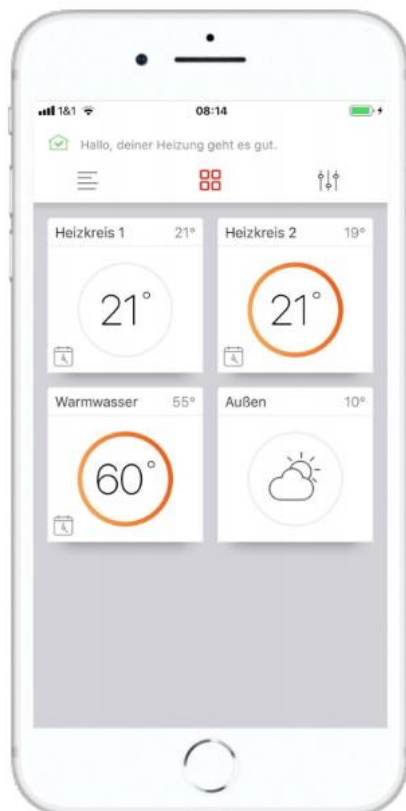 1&1 08:14
Hallo, deiner Heizung geht es gut.
Heizkreis 1 21° Heizkreis 2 19°
21° 21°
Warmwasser 55° Außen 10°
60°